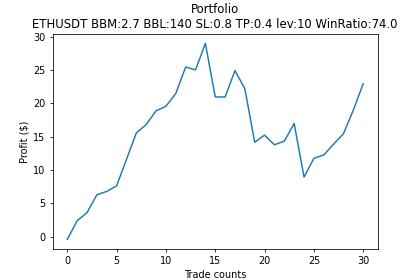 Portfolio
ETHUSDT BBM:2.7 BBL:140 SL:0.8 TP:0.4 lev:10 WinRatio:74.0
30
25
20
15
10
5
0
Profit ($)
0 5 10 15 20 25 30
Trade counts